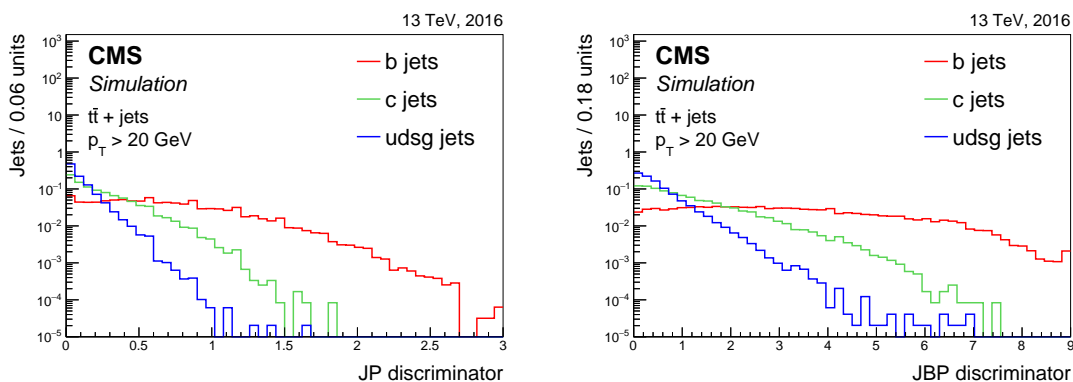 13 TeV, 2016
Jets / 0.06 units
10³
10²
10
1
10⁻¹
10⁻²
10⁻³
10⁻⁴
10⁻⁵
CMS
Simulation
tt̄ + jets
p_T > 20 GeV
b jets
c jets
udsg jets
0 0.5 1 1.5 2 2.5 3
JP discriminator
13 TeV, 2016
Jets / 0.18 units
10³
10²
10
1
10⁻¹
10⁻²
10⁻³
10⁻⁴
10⁻⁵
CMS
Simulation
tt̄ + jets
p_T > 20 GeV
b jets
c jets
udsg jets
0 1 2 3 4 5 6 7 8 9
JBP discriminator